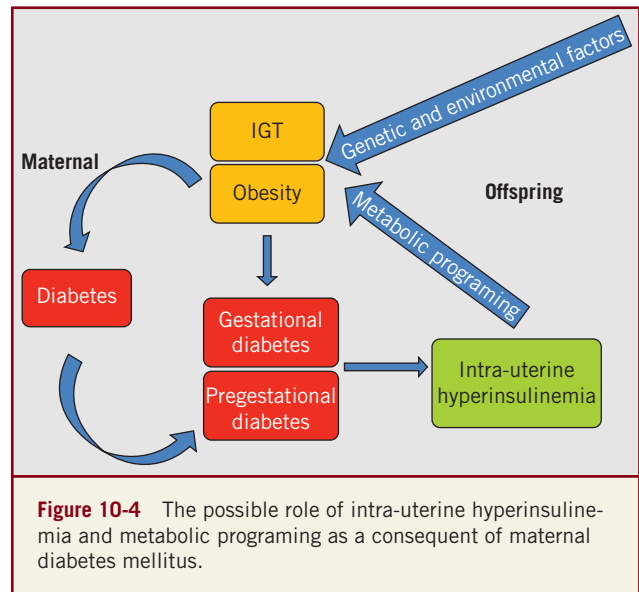 Genetic and environmental factors
IGT
Maternal
Obesity
Offspring
Metabolic programing
Diabetes
Gestational
diabetes
Pregestational
diabetes
Intra-uterine
hyperinsulinemia
Figure 10-4 The possible role of intra-uterine hyperinsuline-
mia and metabolic programing as a consequent of maternal
diabetes mellitus.